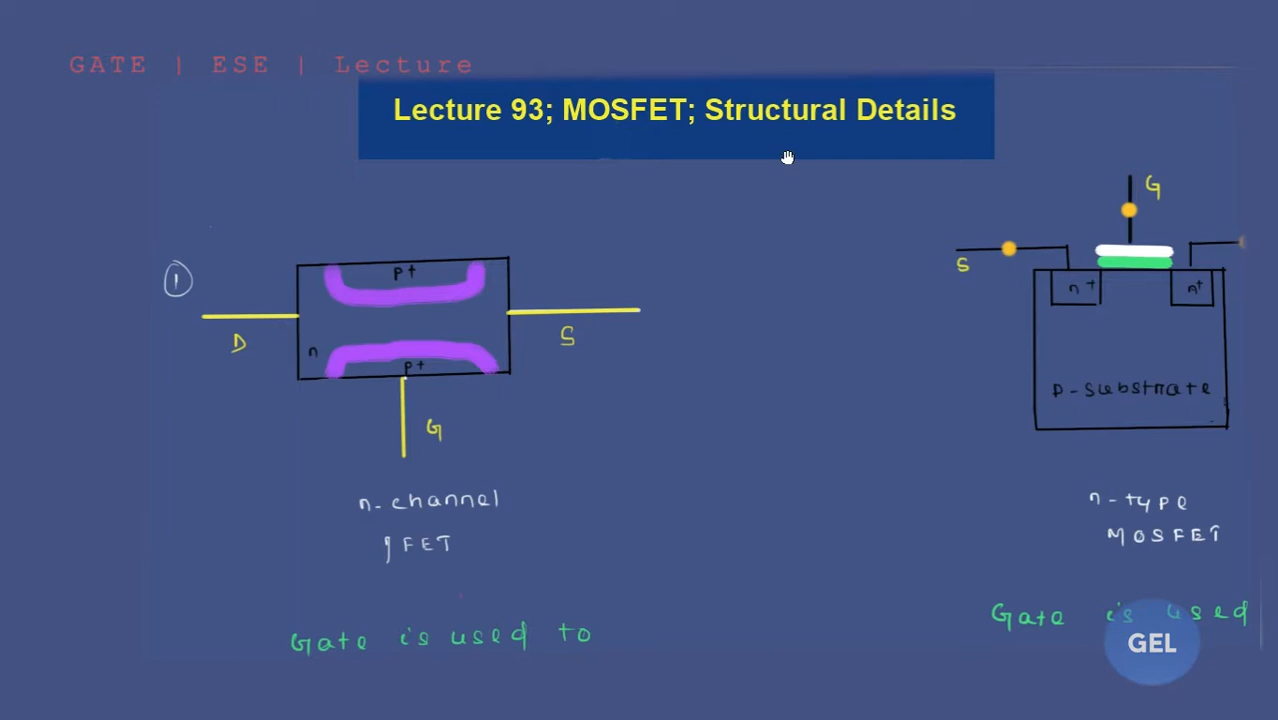 GATE | ESE | Lecture
Lecture 93; MOSFET; Structural Details
G
S
n+
n+
P-substrate
n-type
MOSFET
Gate is used
GEL
1
p+
D
S
n
p+
G
n-channel
JFET
Gate is used to